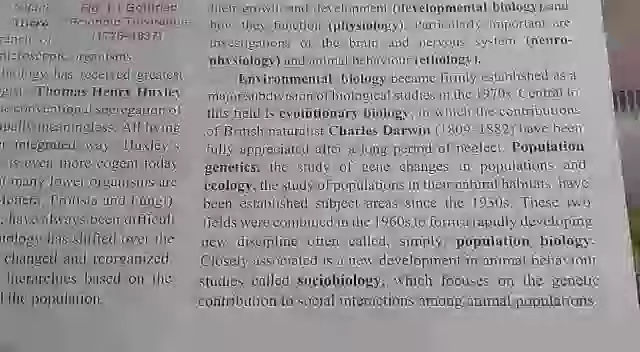 Fig. 1.1 Gottfried
(1776-1837)
microscopic organisms.
biology has received greatest
Thomas Henry Huxley
conventional segregation of
meaningless. All living
integrated way. Huxley's
is even more cogent today
many lower organisms are
Protista and Fungi)
have always been difficult
has shifted over the
changed and reorganized
hierarchies based on the
the population.
their growth and development (developmental biology) and
how they function (physiology). Particularly important are
investigations of the brain and nervous system (neuro-
physiology) and animal behaviour (ethology).
Environmental biology became firmly established as a
major subdivision of biological studies in the 1970s. Central to
this field is evolutionary biology, in which the contributions
of British naturalist Charles Darwin (1809-1882) have been
fully appreciated after a long period of neglect. Population
genetics, the study of gene changes in populations and
ecology, the study of populations in their natural habitats, have
been established subject areas since the 1930s. These two
fields were combined in the 1960s to form a rapidly developing
new discipline often called, simply, population biology.
Closely associated is a new development in animal behaviour
studies called sociobiology, which focuses on the genetic
contribution to social interactions among animal populations.